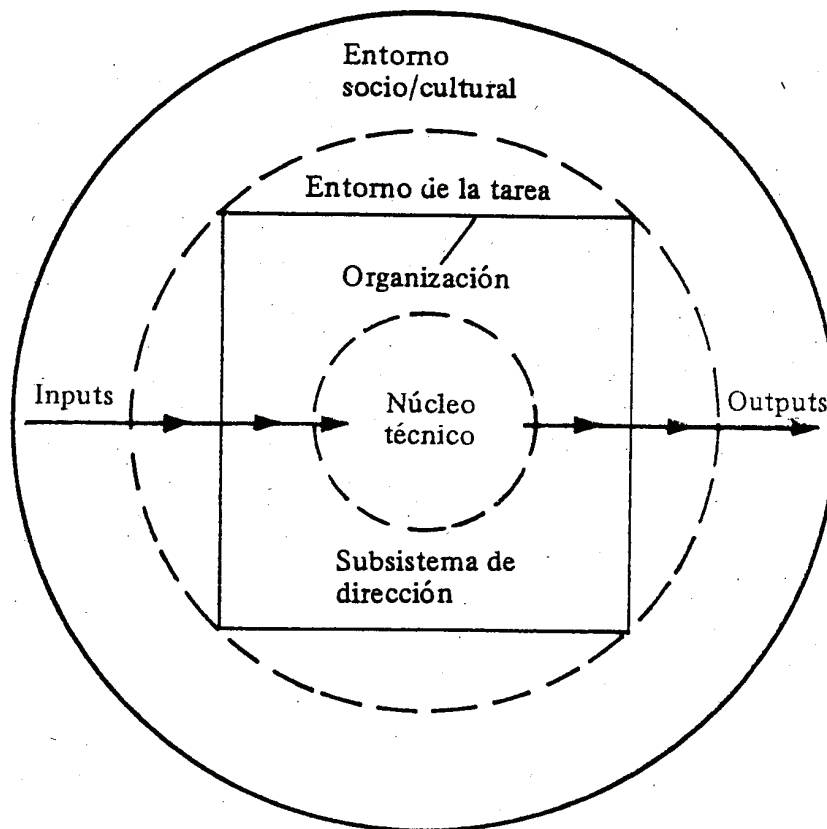 Entorno
socio/cultural
Entorno de la tarea
Organización
Inputs
Núcleo
técnico
Outputs
Subsistema de
dirección